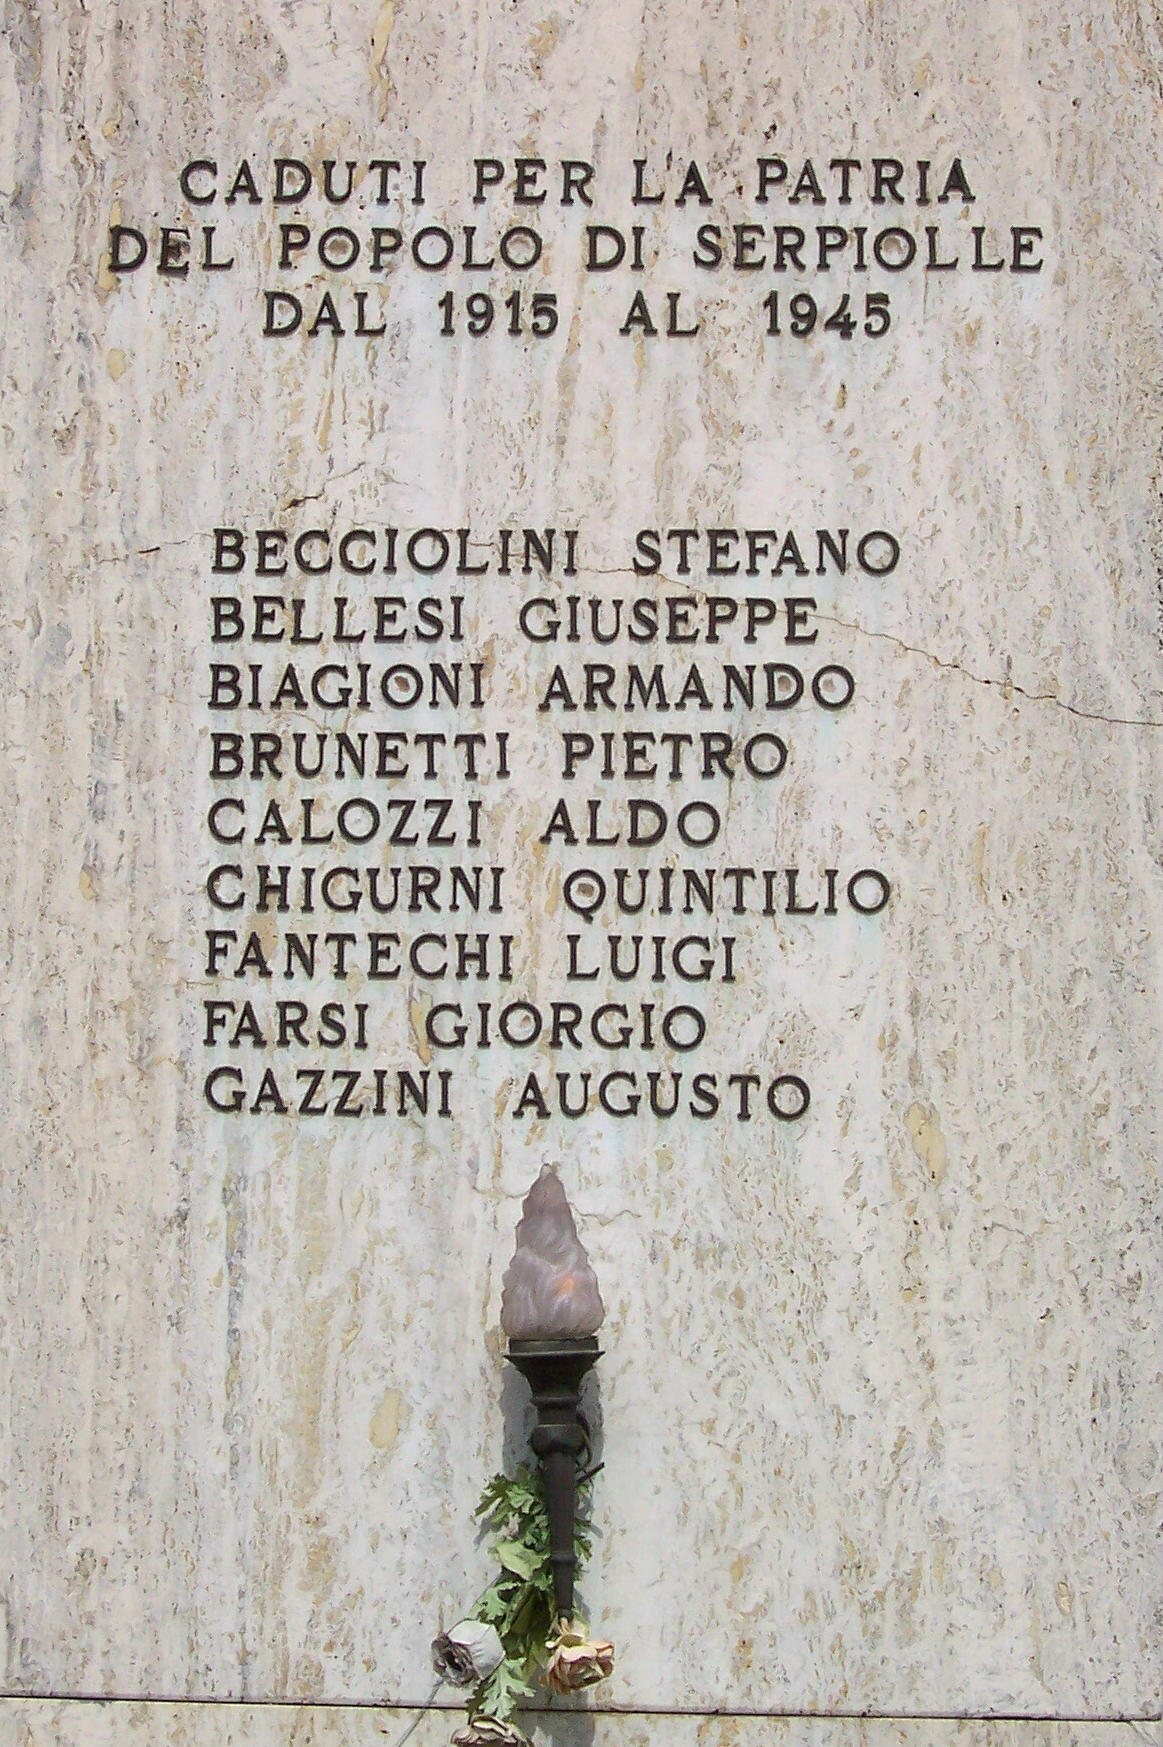 CADUTI PER LA PATRIA
DEL POPOLO DI SERPIOLLE
DAL 1915 AL 1945
BECCIOLINI STEFANO
BELLESI GIUSEPPE
BIAGIONI ARMANDO
BRUNETTI PIETRO
CALOZZI ALDO
CHIGURNI QUINTILIO
FANTECHI LUIGI
FARSI GIORGIO
GAZZINI AUGUSTO